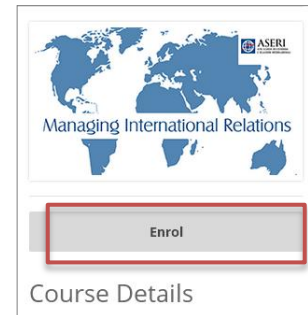 ASERI
Managing International Relations
Enrol
Course Details